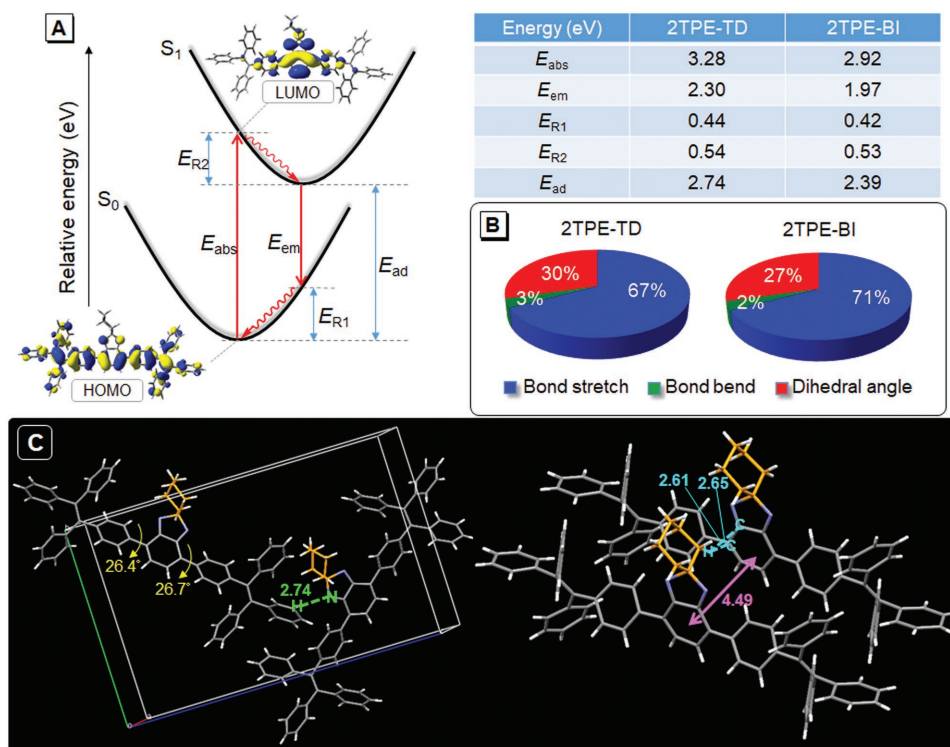 A
Relative energy (eV)
S1
LUMO
ER2
S0
Eabs
Eem
Ead
ER1
HOMO
Energy (eV) 2TPE-TD 2TPE-BI
Eabs 3.28 2.92
Eem 2.30 1.97
ER1 0.44 0.42
ER2 0.54 0.53
Ead 2.74 2.39
B
2TPE-TD 2TPE-BI
30% 3% 67% 27% 2% 71%
Bond stretch Bond bend Dihedral angle
C
26.4°
26.7°
2.74
H N
2.61 2.65
H C C
4.49